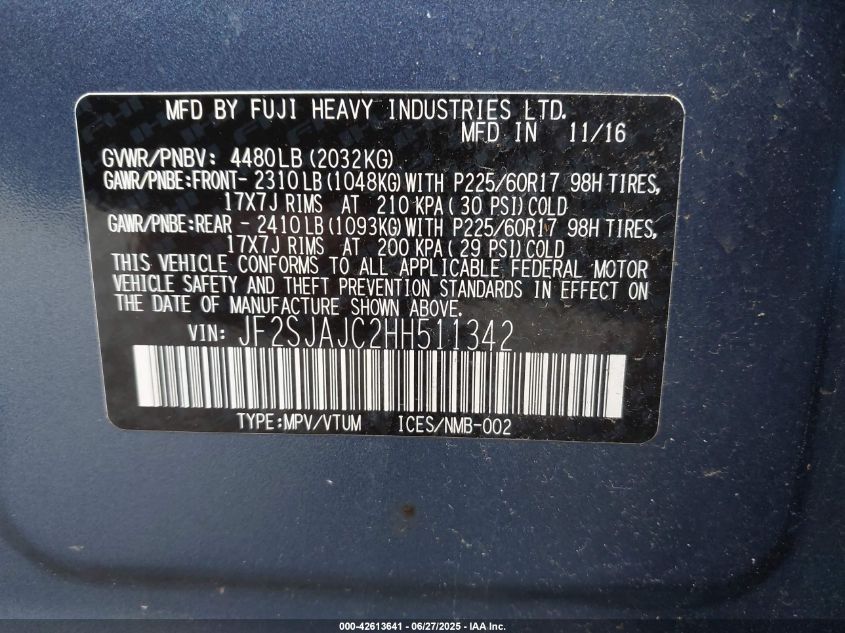 MFD BY FUJI HEAVY INDUSTRIES LTD.
MFD IN 11/16
GVWR/PNBV: 4480LB (2032KG)
GAWR/PNBE:FRONT- 2310LB (1048KG) WITH P225/60R17 98H TIRES,
17X7J RIMS AT 210 KPA ( 30 PSI) COLD
GAWR/PNBE:REAR - 2410LB (1093KG) WITH P225/60R17 98H TIRES,
17X7J RIMS AT 200 KPA ( 29 PSI) COLD
THIS VEHICLE CONFORMS TO ALL APPLICABLE FEDERAL MOTOR
VEHICLE SAFETY AND THEFT PREVENTION STANDARDS IN EFFECT ON
THE DATE OF MANUFACTURE SHOWN ABOVE.
VIN: JF2SJAJC2HH511342
TYPE:MPV/VTUM ICES/NMB-002
000-42613641 - 06/27/2025 - IAA Inc.